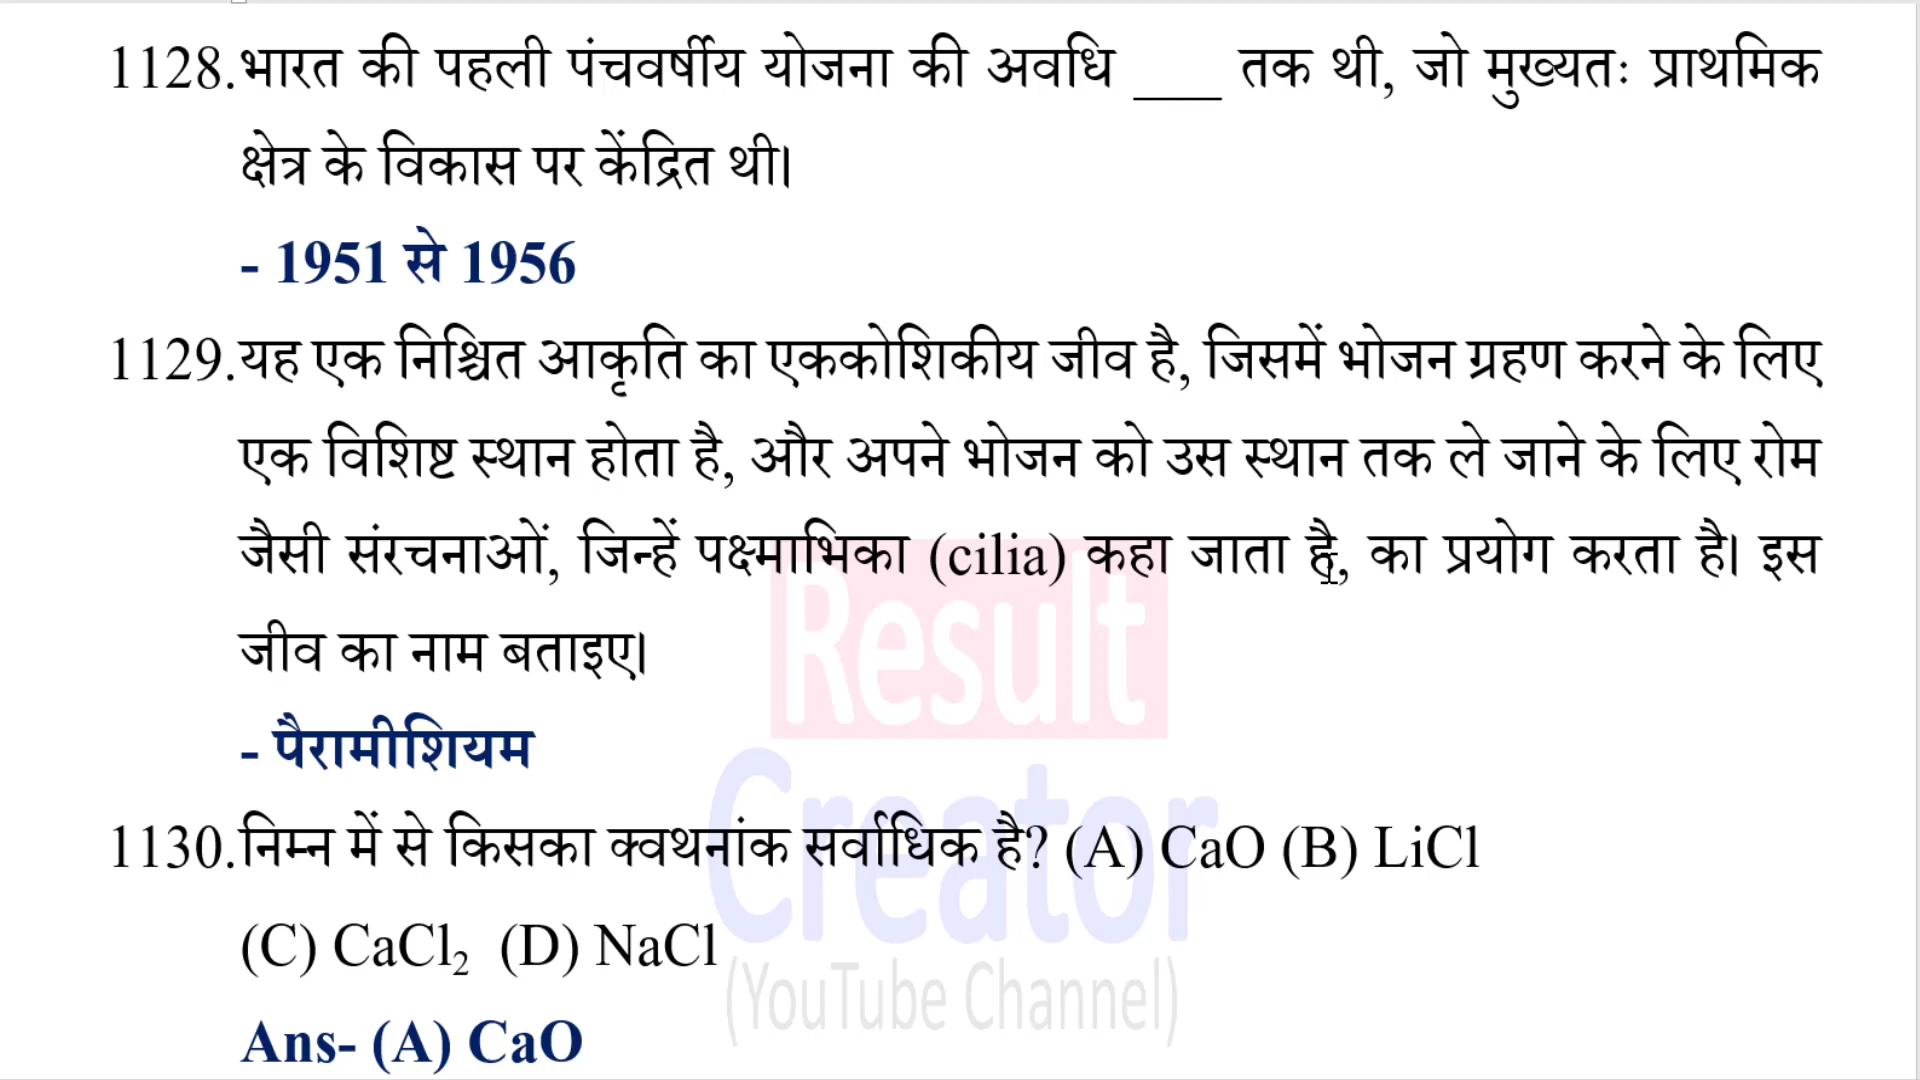 1128.भारत की पहली पंचवर्षीय योजना की अवधि ___ तक थी, जो मुख्यतः प्राथमिक
क्षेत्र के विकास पर केंद्रित थी।
- 1951 से 1956
1129.यह एक निश्चित आकृति का एककोशिकीय जीव है, जिसमें भोजन ग्रहण करने के लिए
एक विशिष्ट स्थान होता है, और अपने भोजन को उस स्थान तक ले जाने के लिए रोम
जैसी संरचनाओं, जिन्हें पक्ष्माभिका (cilia) कहा जाता है, का प्रयोग करता है। इस
जीव का नाम बताइए।
- पैरामीशियम
1130.निम्न में से किसका क्वथनांक सर्वाधिक है? (A) CaO (B) LiCl
(C) CaCl₂ (D) NaCl
Ans- (A) CaO
Result
Creator
(YouTube Channel)